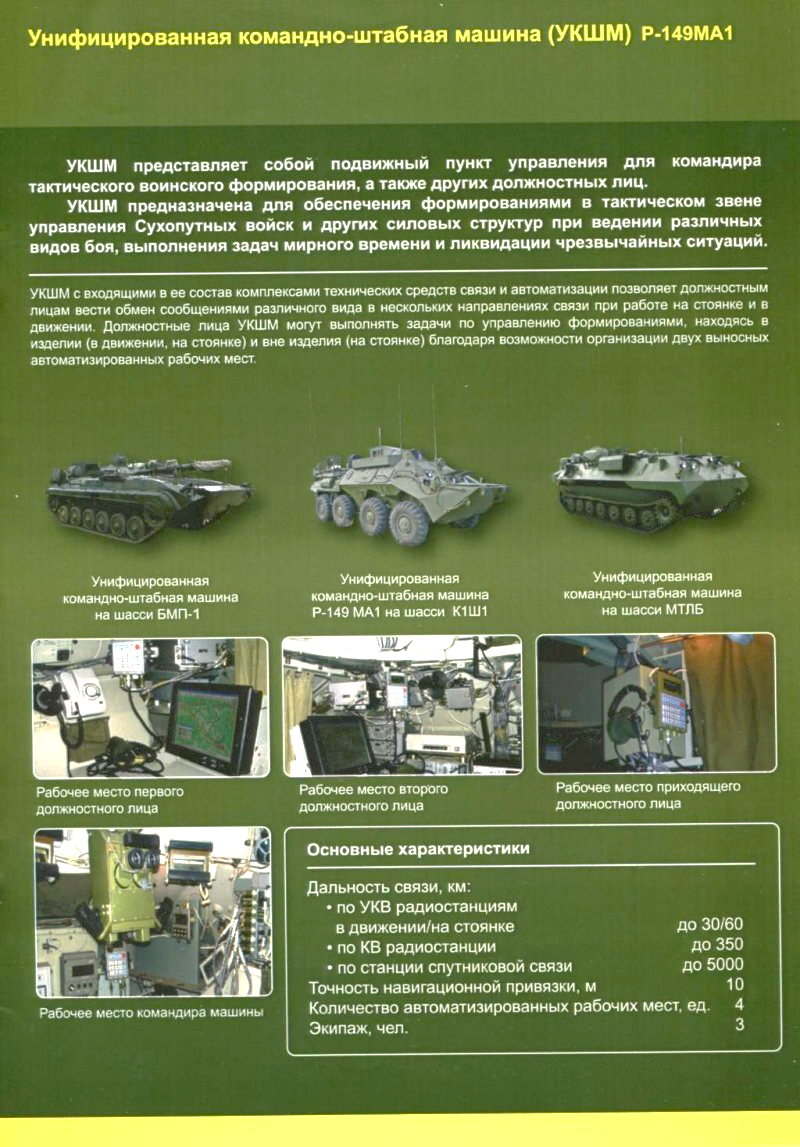 Унифицированная командно-штабная машина (УКШМ) Р-149МА1
УКШМ представляет собой подвижный пункт управления для командира
тактического воинского формирования, а также других должностных лиц.
УКШМ предназначена для обеспечения формированиями в тактическом звене
управления Сухопутных войск и других силовых структур при ведении различных
видов боя, выполнения задач мирного времени и ликвидации чрезвычайных ситуаций.
УКШМ с входящими в ее состав комплексами технических средств связи и автоматизации позволяет должностным
лицам вести обмен сообщениями различного вида в нескольких направлениях связи при работе на стоянке и в
движении. Должностные лица УКШМ могут выполнять задачи по управлению формированиями, находясь в
изделии (в движении, на стоянке) и вне изделия (на стоянке) благодаря возможности организации двух выносных
автоматизированных рабочих мест.
Унифицированная
командно-штабная машина
на шасси БМП-1
Унифицированная
командно-штабная машина
Р-149 МА1 на шасси К1Ш1
Унифицированная
командно-штабная машина
на шасси МТЛБ
Рабочее место первого
должностного лица
Рабочее место второго
должностного лица
Рабочее место приходящего
должностного лица
Рабочее место командира машины
Основные характеристики
Дальность связи, км:
• по УКВ радиостанциям
в движении/на стоянке до 30/60
• по КВ радиостанции до 350
• по станции спутниковой связи до 5000
Точность навигационной привязки, м 10
Количество автоматизированных рабочих мест, ед. 4
Экипаж, чел. 3